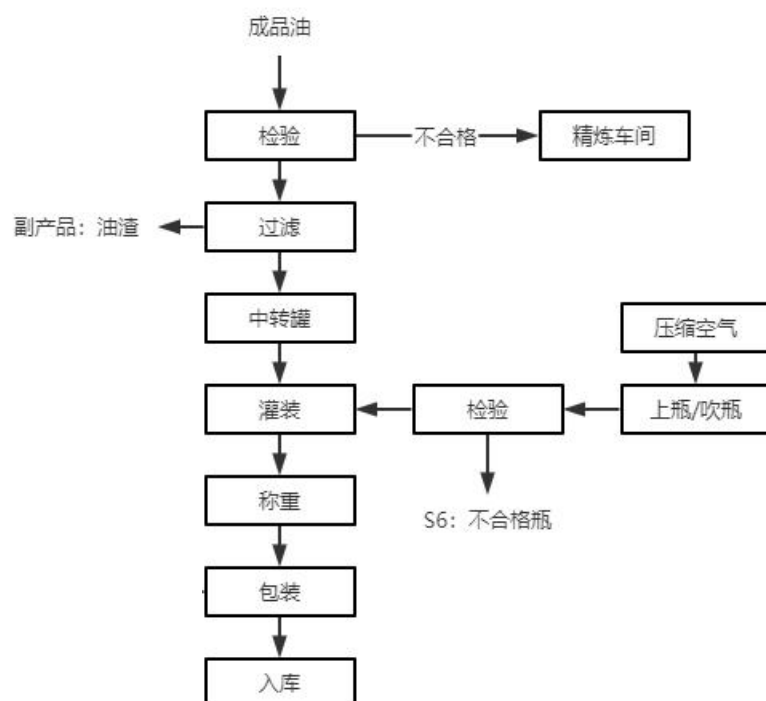 成品油
检验
不合格
精炼车间
副产品：油渣
过滤
中转罐
压缩空气
灌装
检验
上瓶/吹瓶
称重
S6：不合格瓶
包装
入库